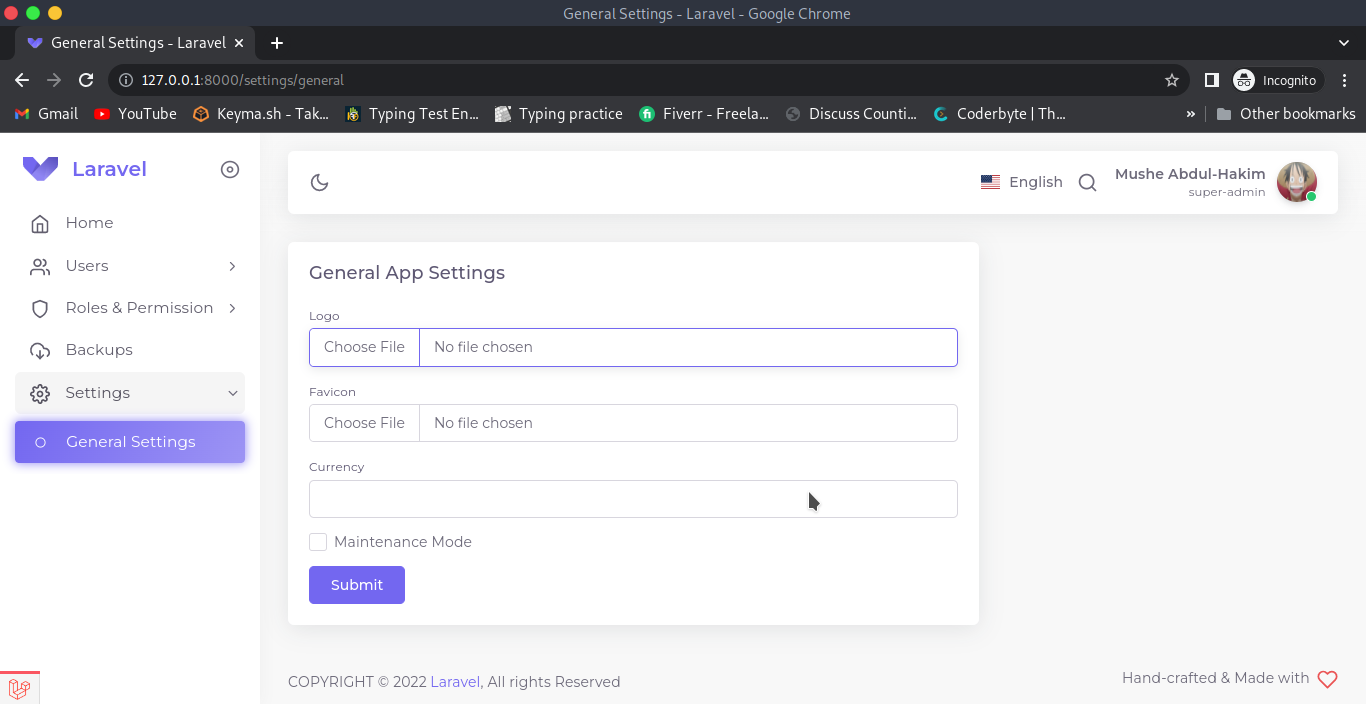 General Settings - Laravel - Google Chrome
General Settings - Laravel
127.0.0.1:8000/settings/general
Incognito
Gmail
YouTube
Keyma.sh - Tak...
Typing Test En...
Typing practice
Fiverr - Freela...
Discuss Counti...
Coderbyte | Th...
»
Other bookmarks
Laravel
Home
Users
Roles & Permission
Backups
Settings
General Settings
English
Mushe Abdul-Hakim
super-admin
General App Settings
Logo
Choose File No file chosen
Favicon
Choose File No file chosen
Currency
Maintenance Mode
Submit
COPYRIGHT © 2022 Laravel, All rights Reserved
Hand-crafted & Made with